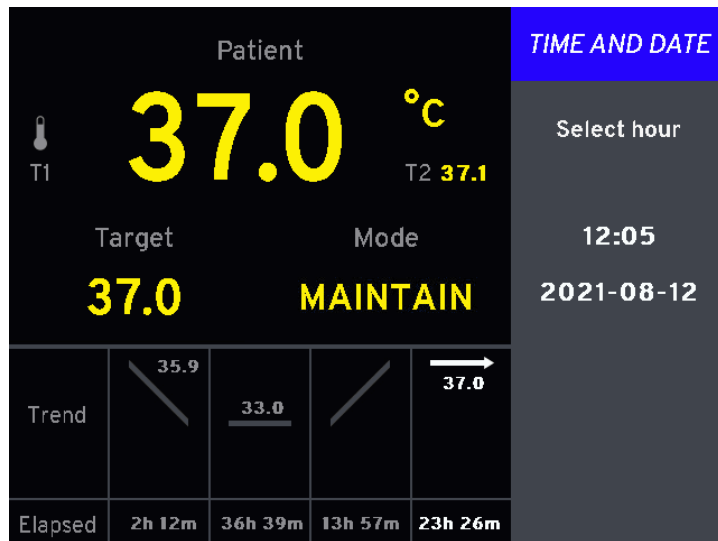 Patient
TIME AND DATE
37.0 °C
Select hour
T1
T2 37.1
Target
Mode
12:05
37.0
MAINTAIN
2021-08-12
Trend
35.9
33.0
37.0
Elapsed
2h 12m
36h 39m
13h 57m
23h 26m